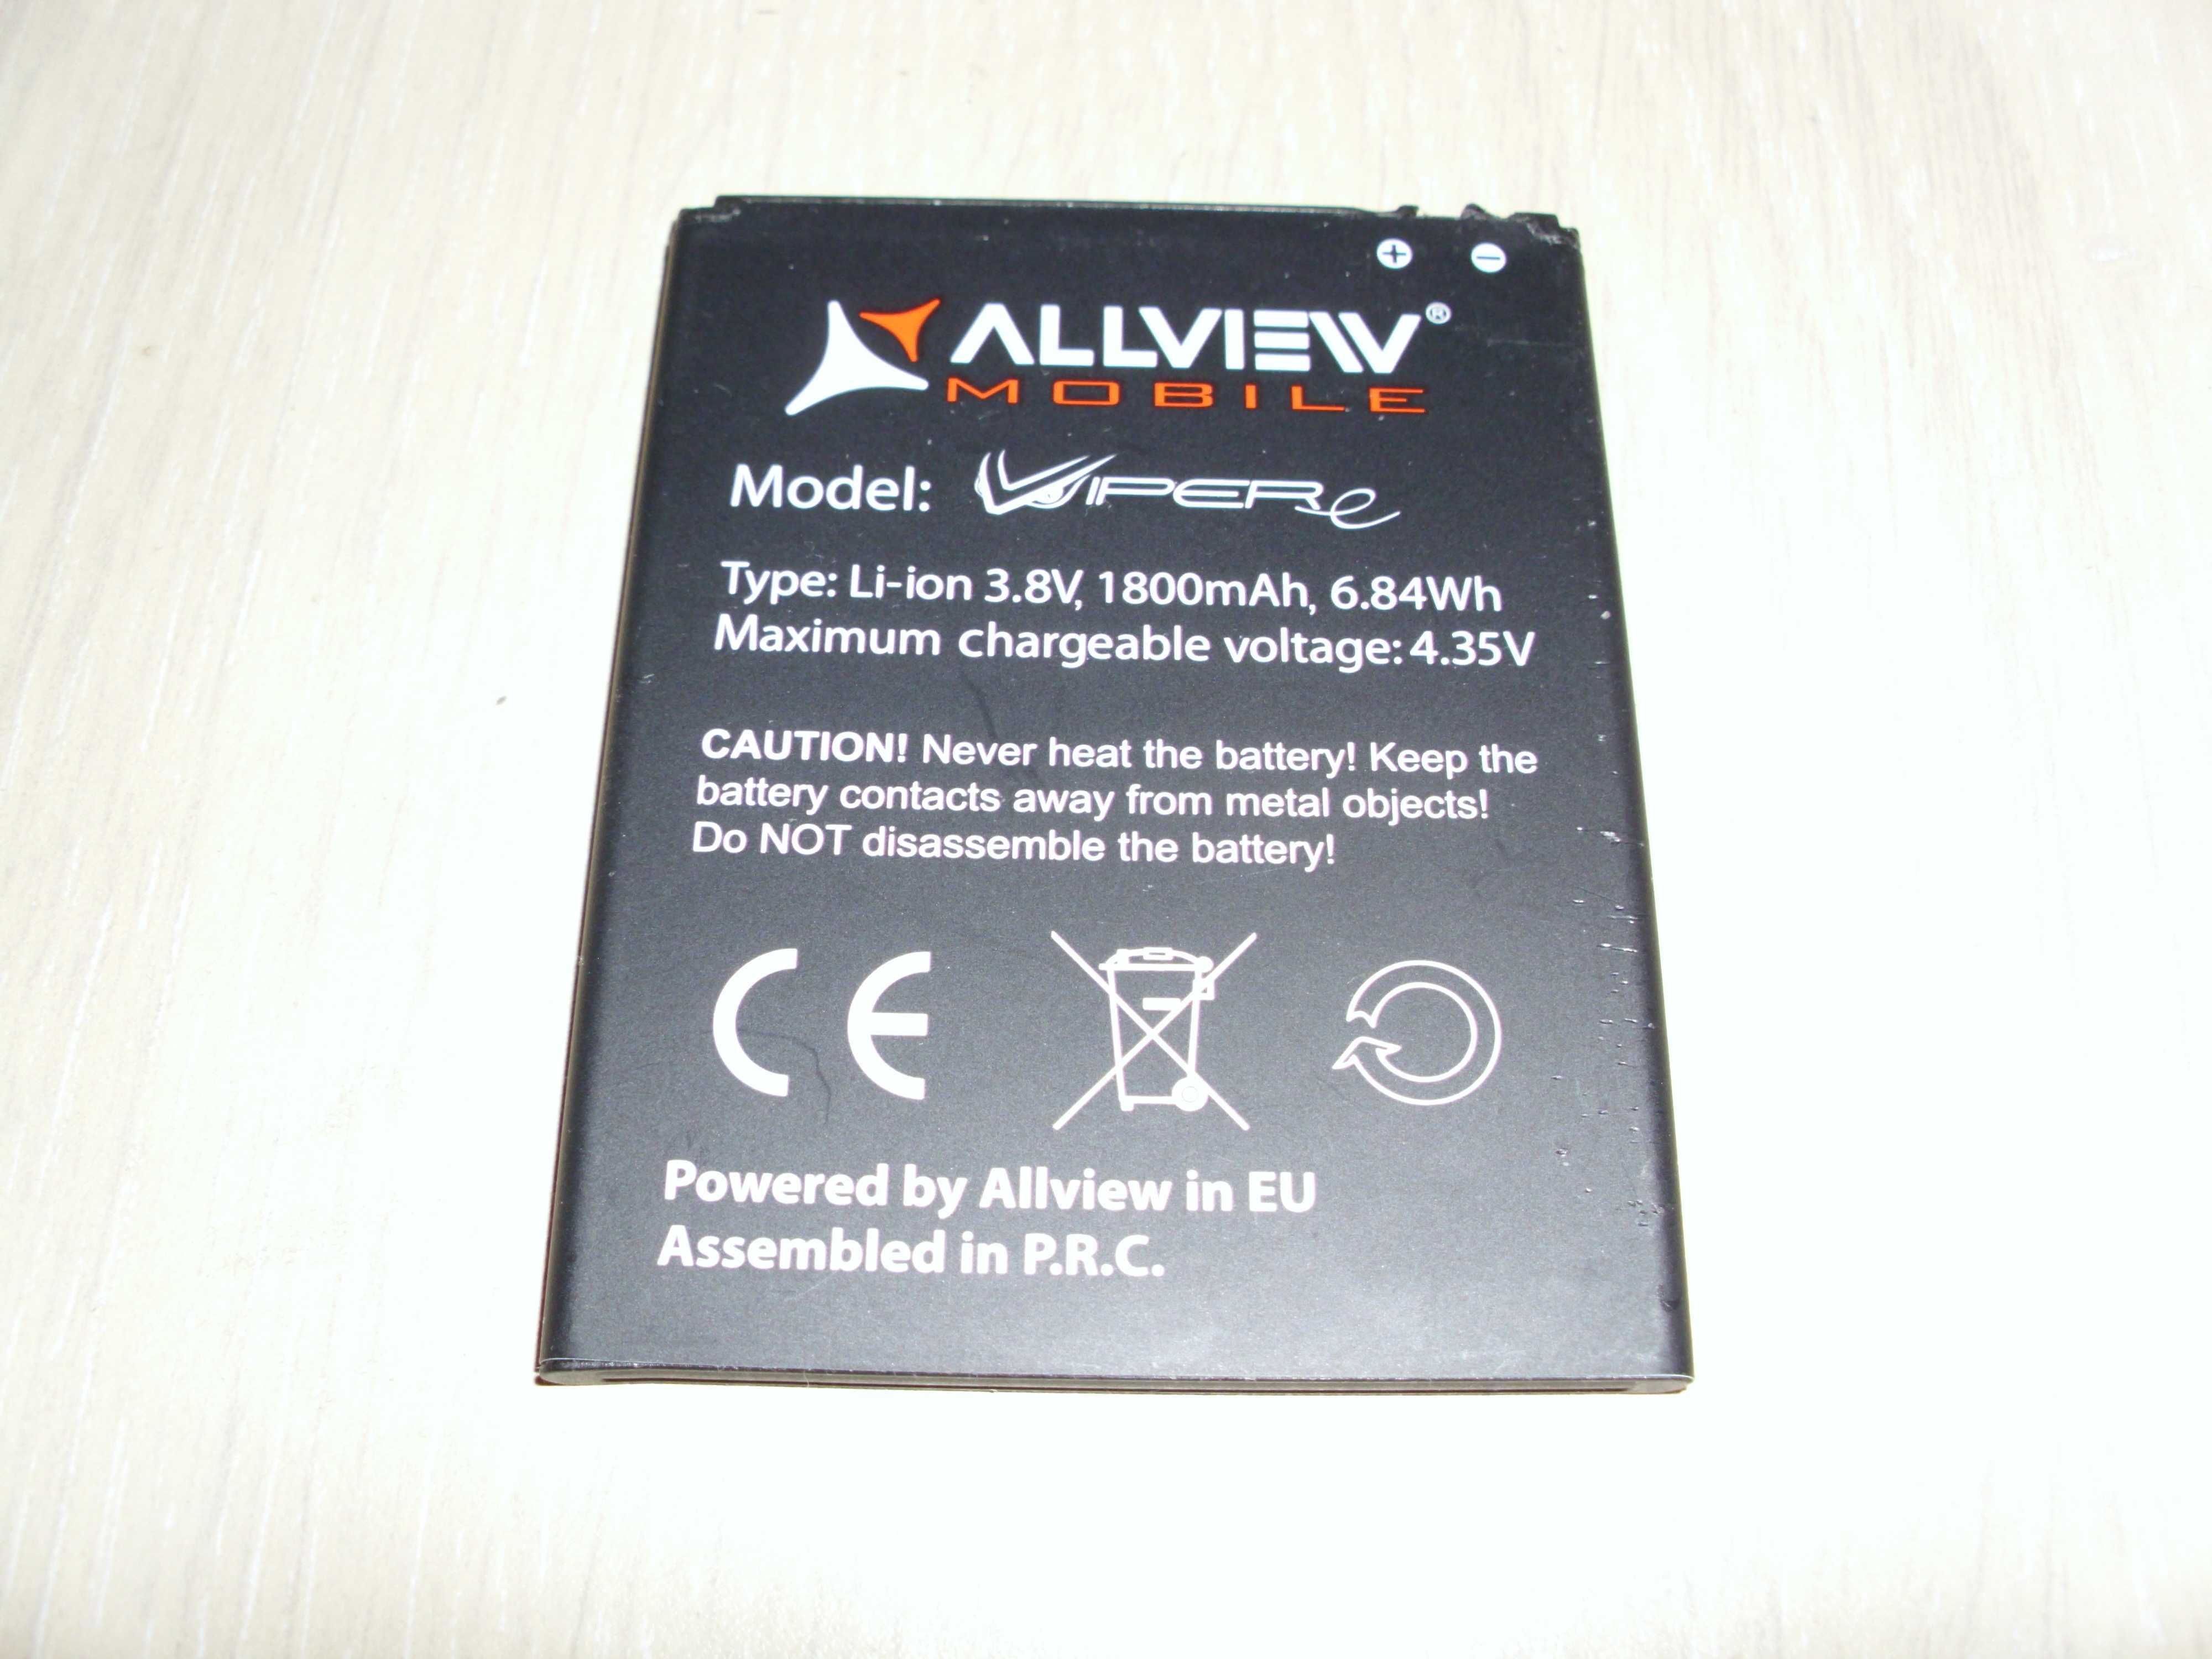 + −
ALLVIEW®
MOBILE
Model: VIPER e
Type: Li-ion 3.8V, 1800mAh, 6.84Wh
Maximum chargeable voltage: 4.35V
CAUTION! Never heat the battery! Keep the
battery contacts away from metal objects!
Do NOT disassemble the battery!
CE
Powered by Allview in EU
Assembled in P.R.C.